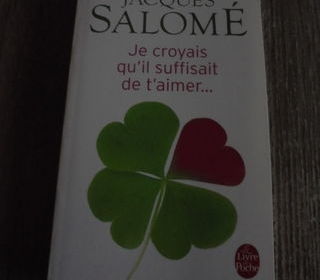 JACQUES
SALOMÉ
Je croyais
qu'il suffisait
de t'aimer...
Le Livre
de Poche